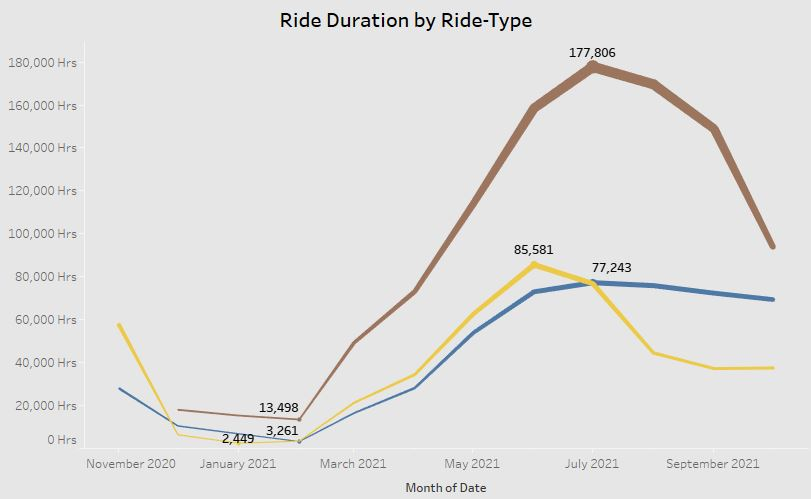 Ride Duration by Ride-Type
180,000 Hrs
160,000 Hrs
140,000 Hrs
120,000 Hrs
100,000 Hrs
80,000 Hrs
60,000 Hrs
40,000 Hrs
20,000 Hrs
0 Hrs
177,806
85,581
77,243
13,498
3,261
2,449
November 2020 January 2021 March 2021 May 2021 July 2021 September 2021
Month of Date